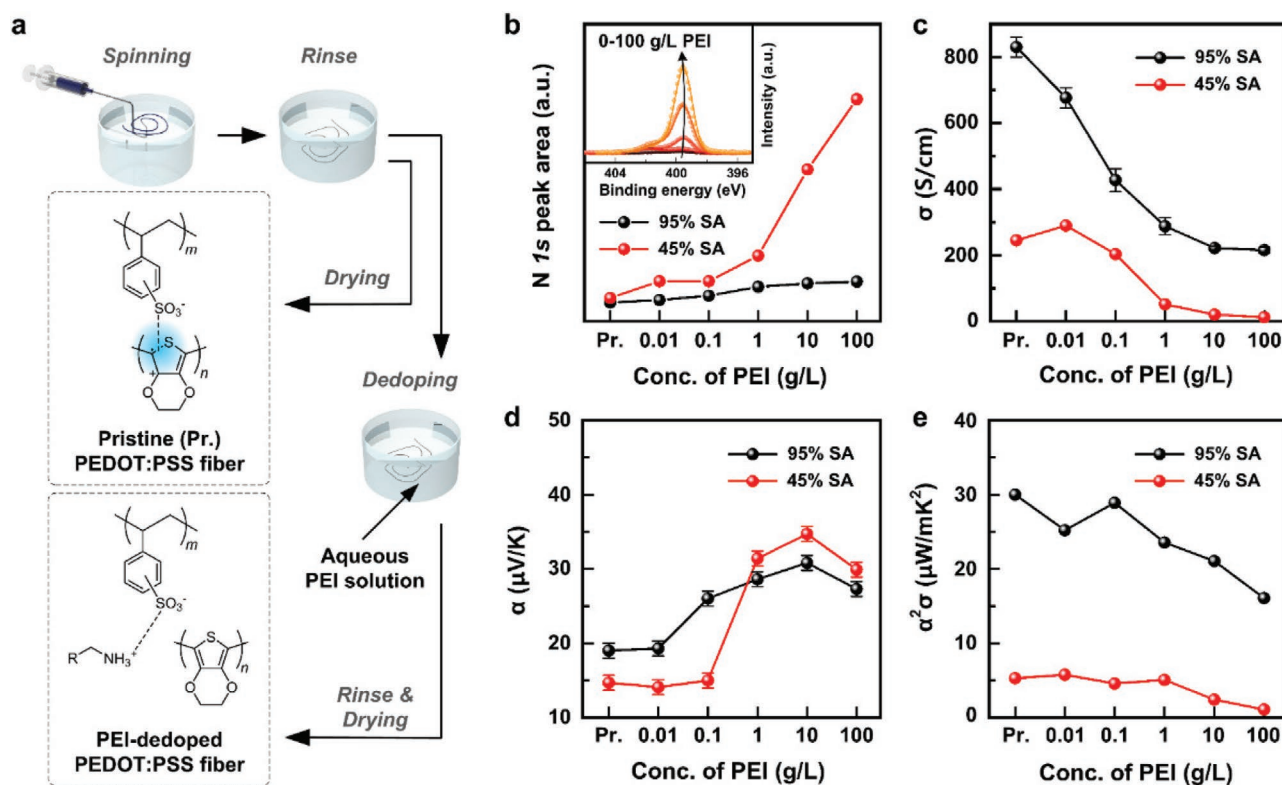 a
Spinning
Rinse
Drying
Dedoping
m
SO₃⁻
S
+
n
O
O
Pristine (Pr.)
PEDOT:PSS fiber
m
SO₃⁻
R
NH₃⁺
S
n
O
O
PEI-dedoped
PEDOT:PSS fiber
Aqueous
PEI solution
Rinse &
Drying
b
0-100 g/L PEI
Intensity (a.u.)
404 400 396
Binding energy (eV)
95% SA
45% SA
N 1s peak area (a.u.)
Pr. 0.01 0.1 1 10 100
Conc. of PEI (g/L)
c
800
600
400
200
0
σ (S/cm)
95% SA
45% SA
Pr. 0.01 0.1 1 10 100
Conc. of PEI (g/L)
d
50
40
30
20
10
α (μV/K)
95% SA
45% SA
Pr. 0.01 0.1 1 10 100
Conc. of PEI (g/L)
e
40
30
20
10
0
α²σ (μW/mK²)
95% SA
45% SA
Pr. 0.01 0.1 1 10 100
Conc. of PEI (g/L)